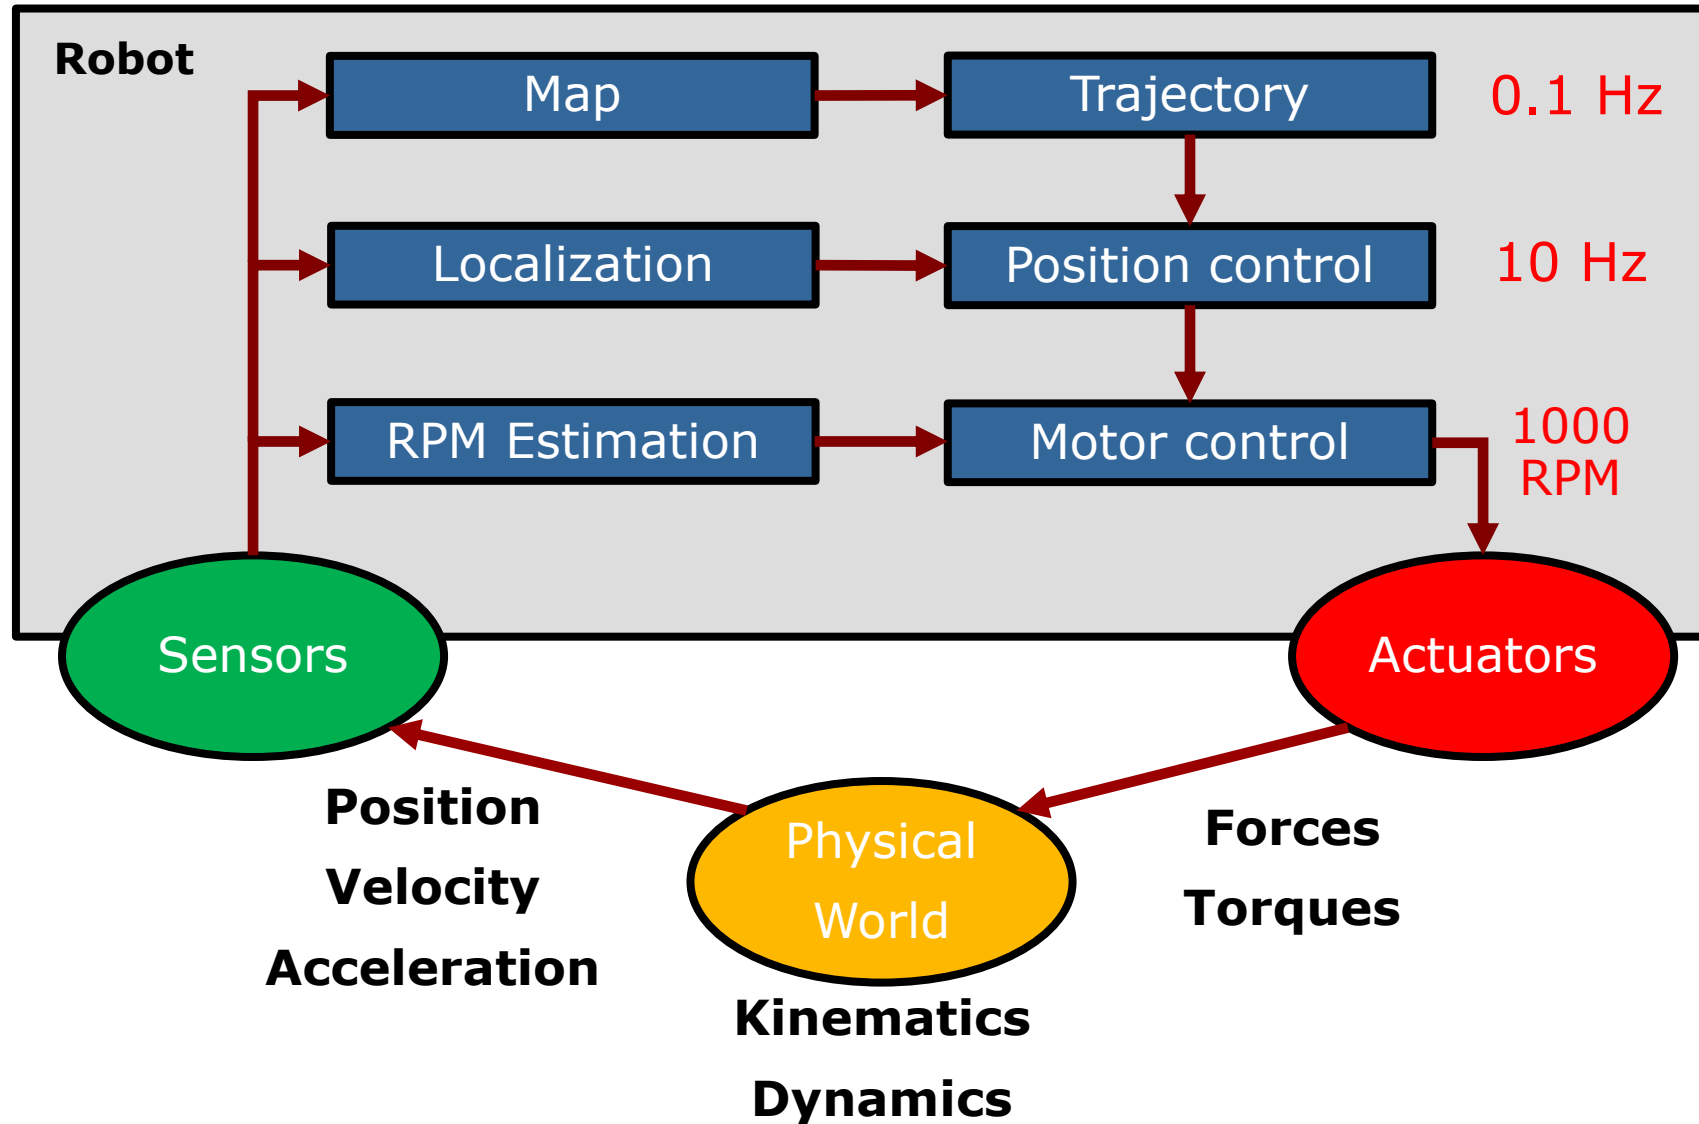 Robot
Map
Trajectory
0.1 Hz
Localization
Position control
10 Hz
RPM Estimation
Motor control
1000
RPM
Sensors
Actuators
Position
Velocity
Acceleration
Physical
World
Forces
Torques
Kinematics
Dynamics